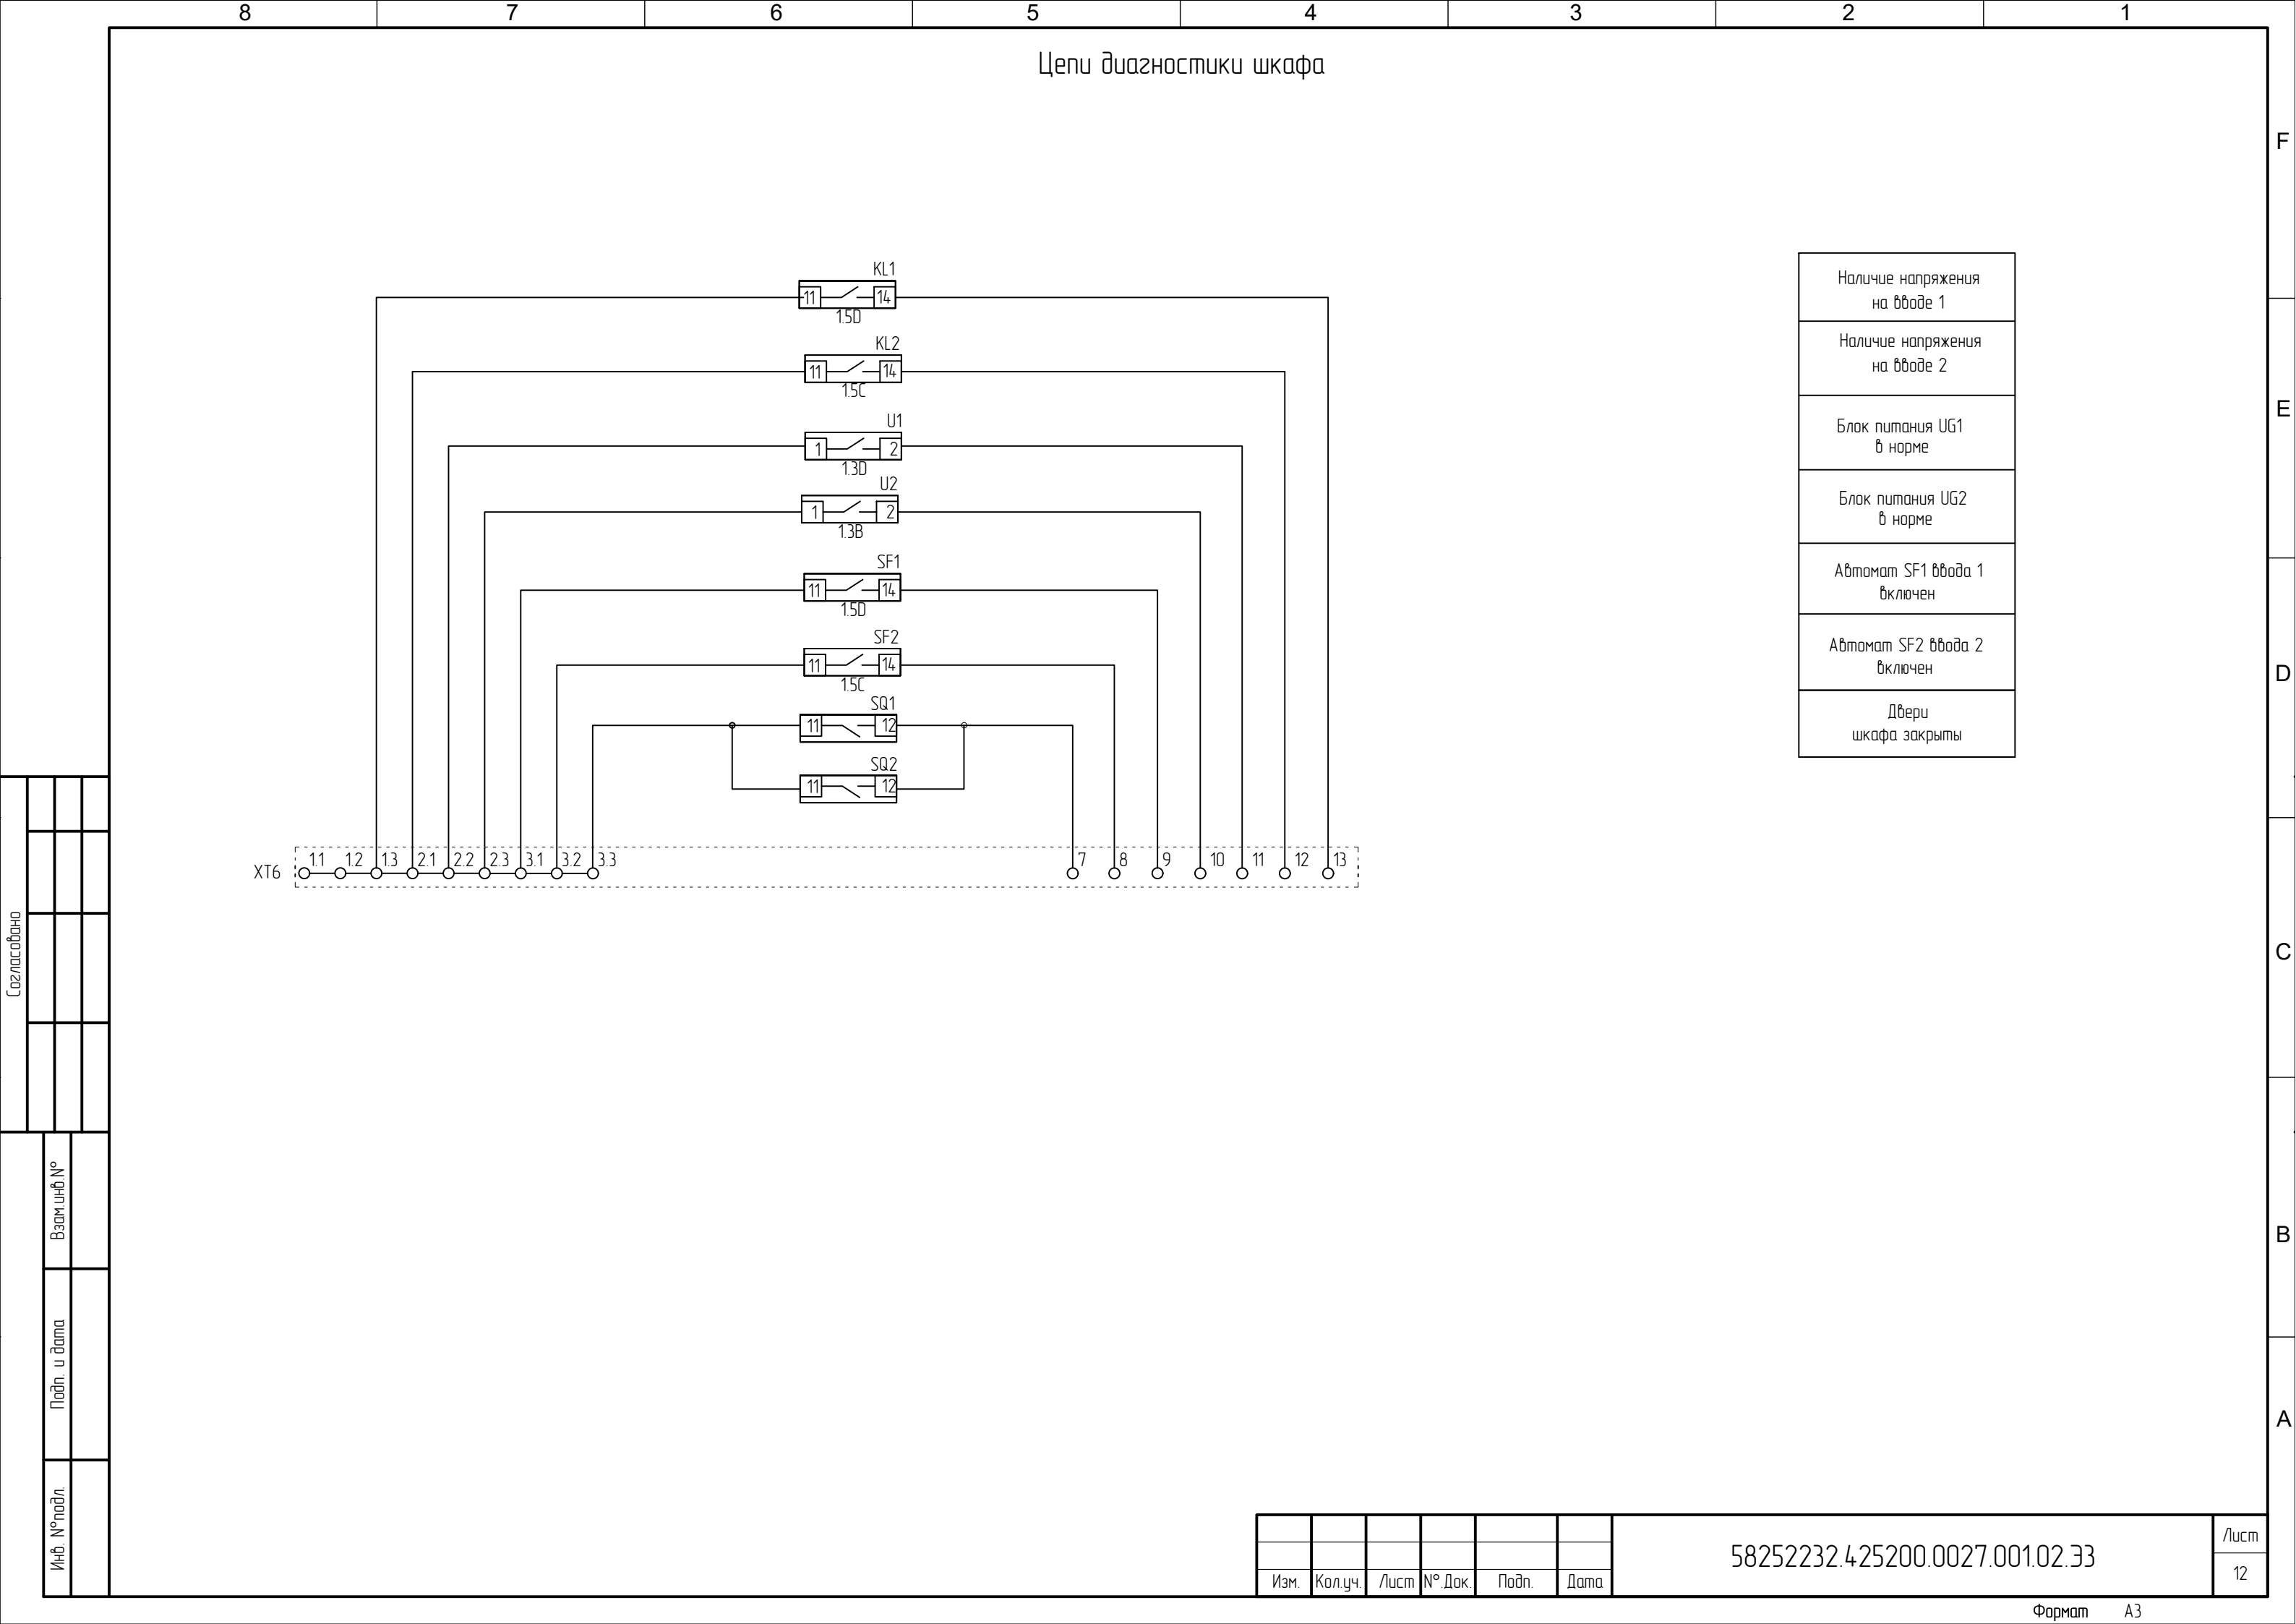 8 7 6 5 4 3 2 1
Цепи диагностики шкафа
F
E
D
C
B
A
KL1
11 14
1.5D
KL2
11 14
1.5C
U1
1 2
1.3D
U2
1 2
1.3B
SF1
11 14
1.5D
SF2
11 14
1.5C
SQ1
11 12
SQ2
11 12
XT6 1.1 1.2 1.3 2.1 2.2 2.3 3.1 3.2 3.3 7 8 9 10 11 12 13
Наличие напряжения
на вводе 1
Наличие напряжения
на вводе 2
Блок питания UG1
в норме
Блок питания UG2
в норме
Автомат SF1 ввода 1
включен
Автомат SF2 ввода 2
включен
Двери
шкафа закрыты
Согласовано
Взам.инв.N°
Подп. и дата
Инв. N°подл.
Изм. Кол.уч. Лист N°.Док. Подп. Дата
58252232.425200.0027.001.02.ЭЗ
Лист
12
Формат А3